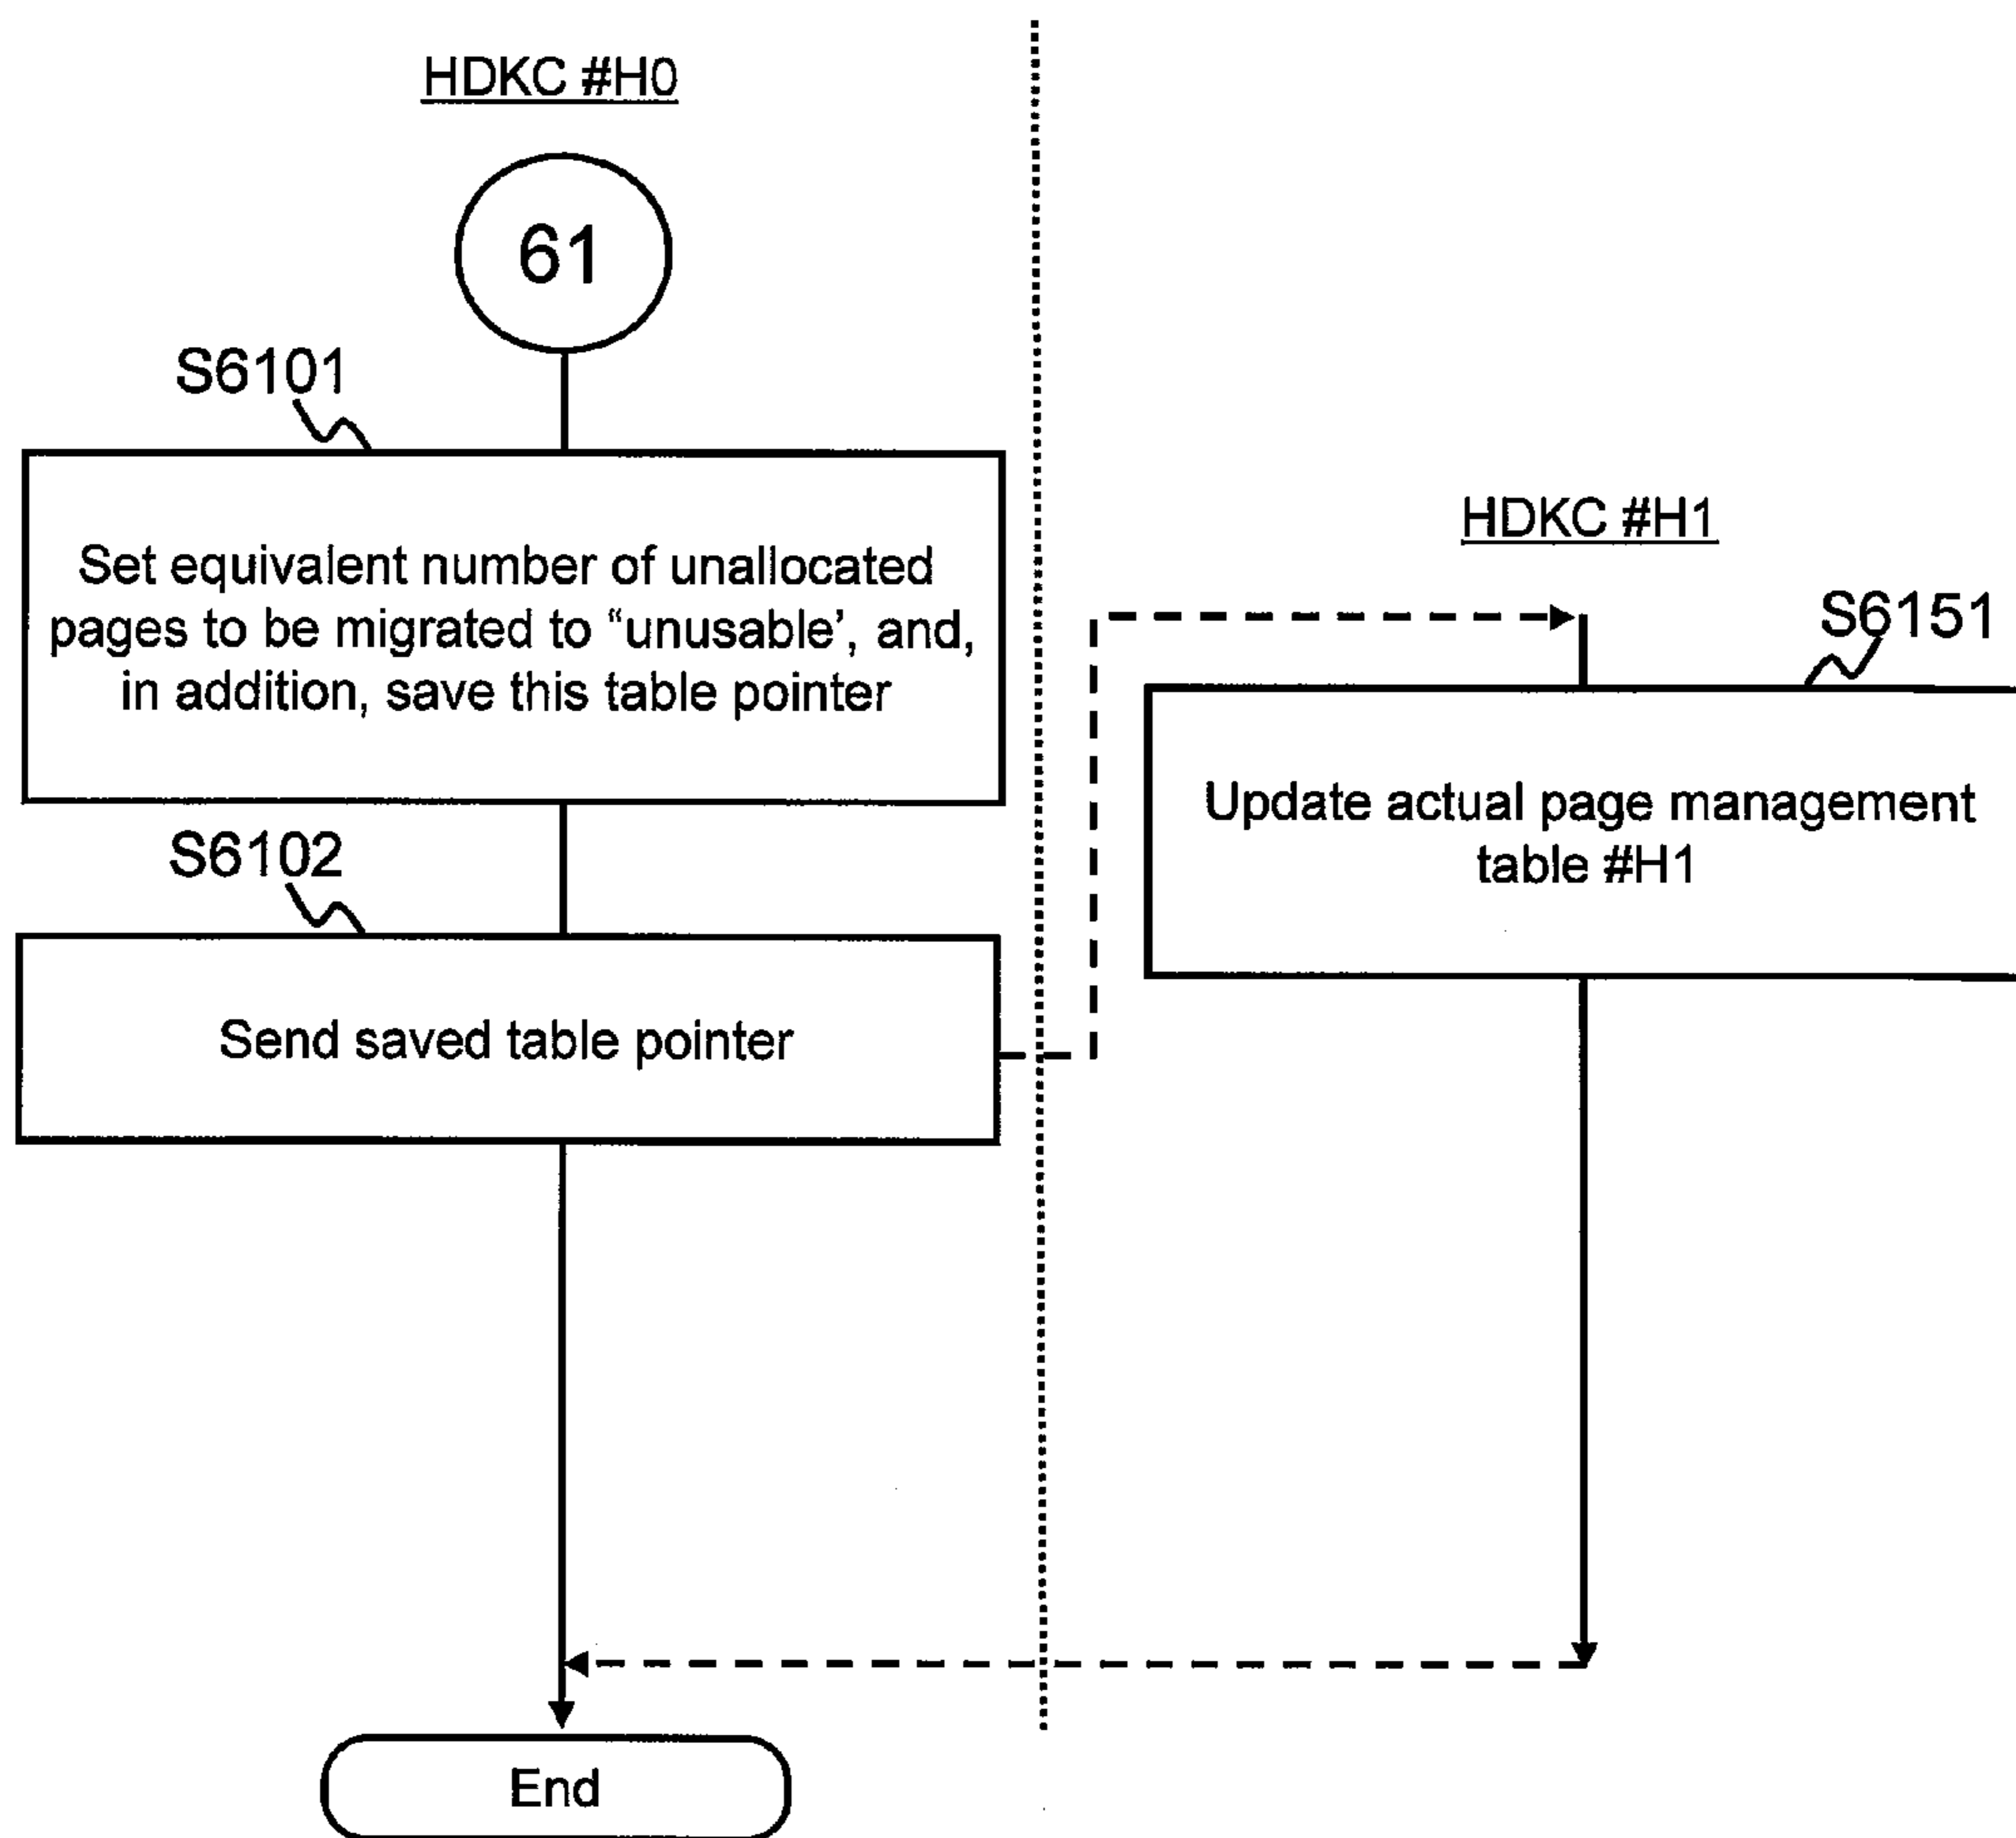 HDKC #H0
61
S6101
Set equivalent number of unallocated
pages to be migrated to “unusable’, and,
in addition, save this table pointer
S6102
Send saved table pointer
HDKC #H1
S6151
Update actual page management
table #H1
End